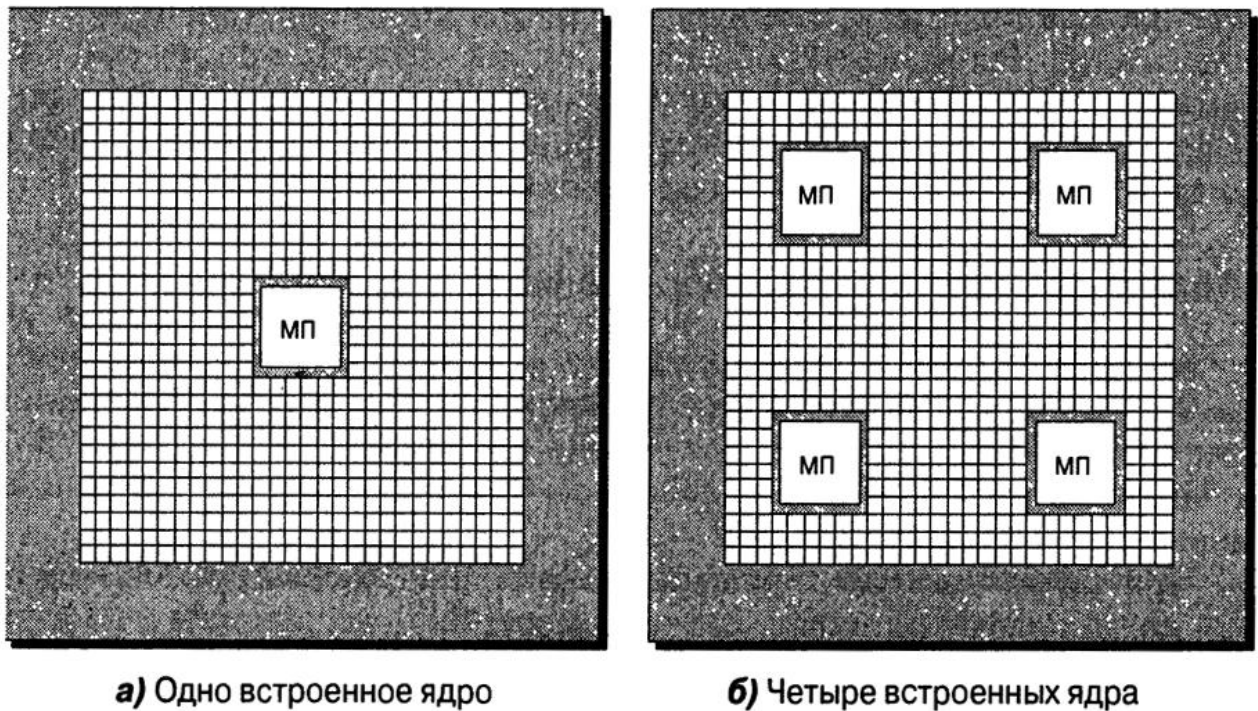 МП
МП
МП
МП
МП
а) Одно встроенное ядро
б) Четыре встроенных ядра